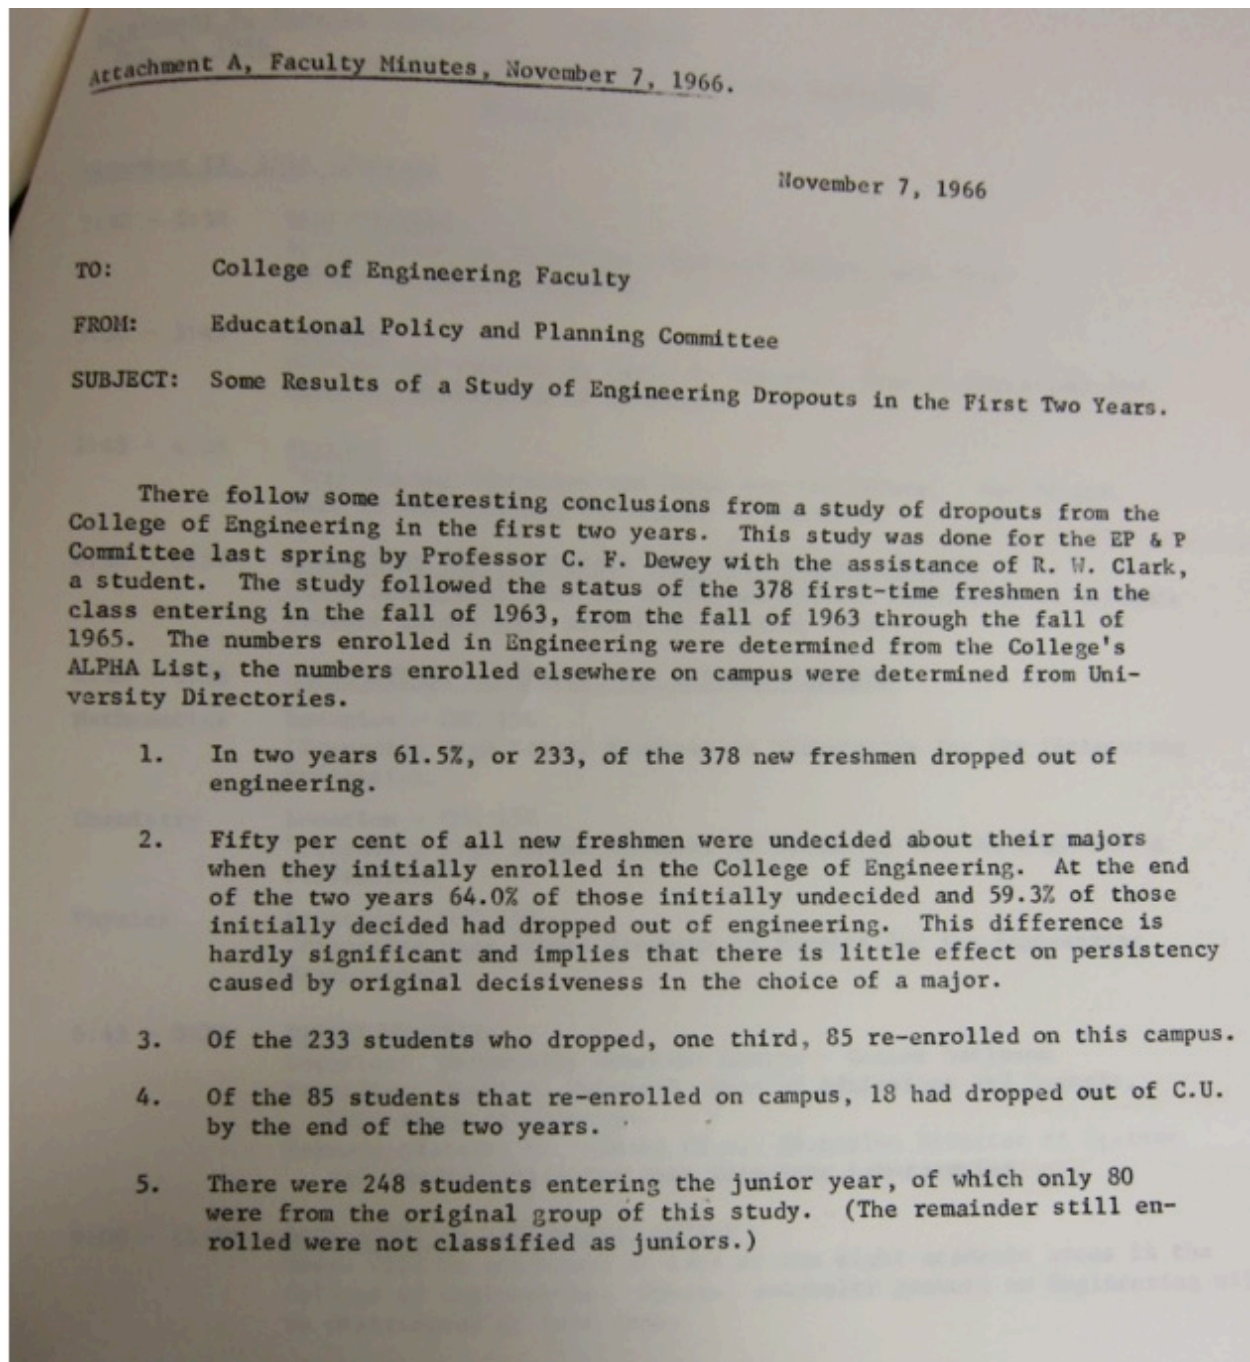 Attachment A, Faculty Minutes, November 7, 1966.
November 7, 1966
TO: College of Engineering Faculty
FROM: Educational Policy and Planning Committee
SUBJECT: Some Results of a Study of Engineering Dropouts in the First Two Years.
There follow some interesting conclusions from a study of dropouts from the
College of Engineering in the first two years. This study was done for the EP & P
Committee last spring by Professor C. F. Dewey with the assistance of R. W. Clark,
a student. The study followed the status of the 378 first-time freshmen in the
class entering in the fall of 1963, from the fall of 1963 through the fall of
1965. The numbers enrolled in Engineering were determined from the College's
ALPHA List, the numbers enrolled elsewhere on campus were determined from Uni-
versity Directories.
1. In two years 61.5%, or 233, of the 378 new freshmen dropped out of
engineering.
2. Fifty per cent of all new freshmen were undecided about their majors
when they initially enrolled in the College of Engineering. At the end
of the two years 64.0% of those initially undecided and 59.3% of those
initially decided had dropped out of engineering. This difference is
hardly significant and implies that there is little effect on persistency
caused by original decisiveness in the choice of a major.
3. Of the 233 students who dropped, one third, 85 re-enrolled on this campus.
4. Of the 85 students that re-enrolled on campus, 18 had dropped out of C.U.
by the end of the two years.
5. There were 248 students entering the junior year, of which only 80
were from the original group of this study. (The remainder still en-
rolled were not classified as juniors.)